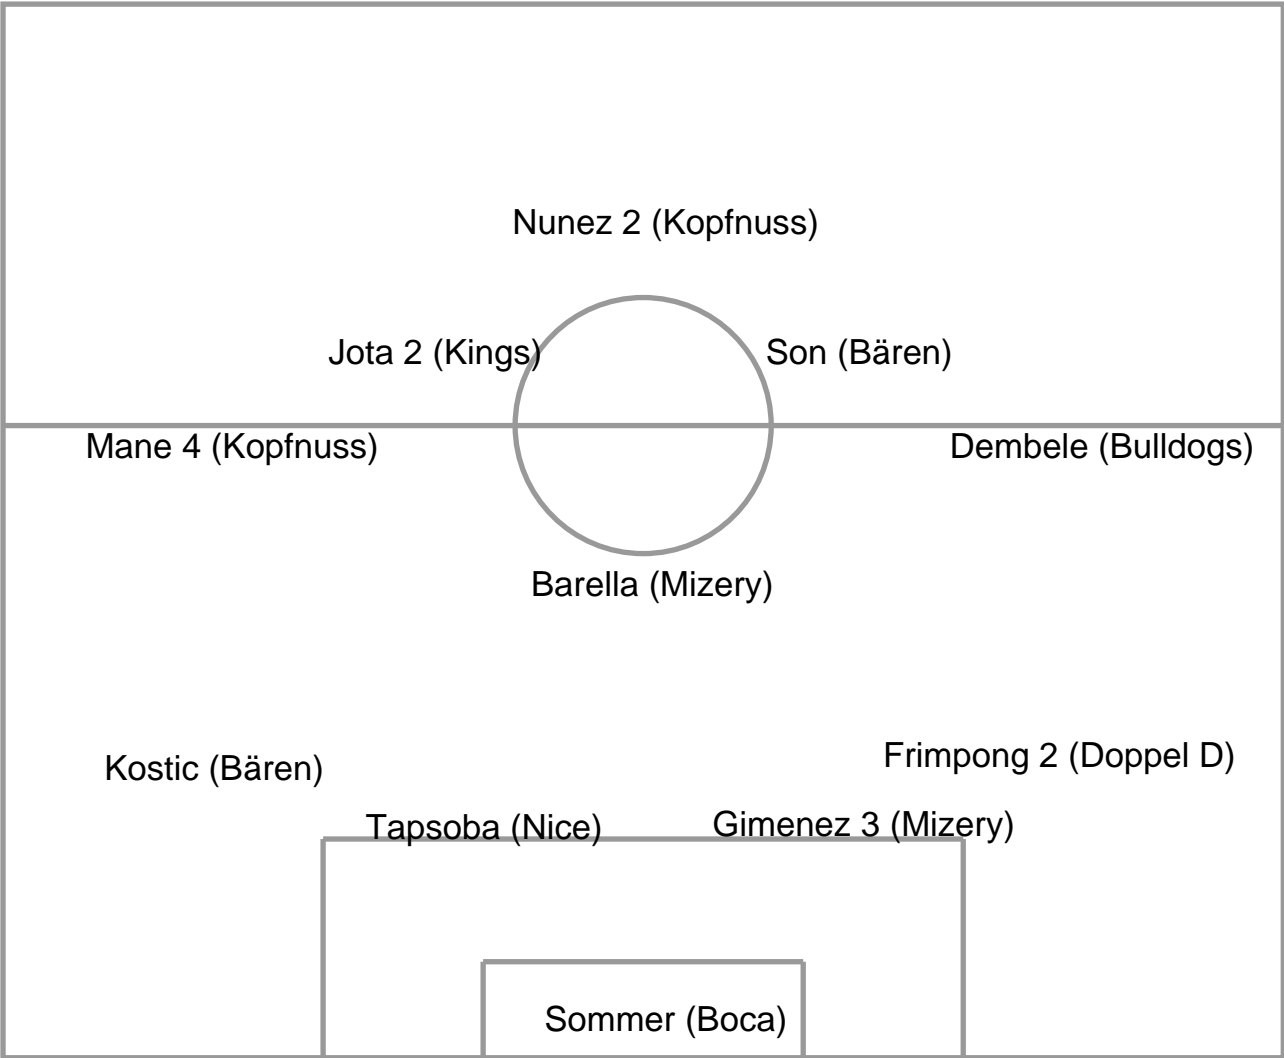 Nunez 2 (Kopfnuss)
Jota 2 (Kings)
Son (Bären)
Mane 4 (Kopfnuss)
Dembele (Bulldogs)
Barella (Mizery)
Kostic (Bären)
Frimpong 2 (Doppel D)
Tapsoba (Nice)
Gimenez 3 (Mizery)
Sommer (Boca)